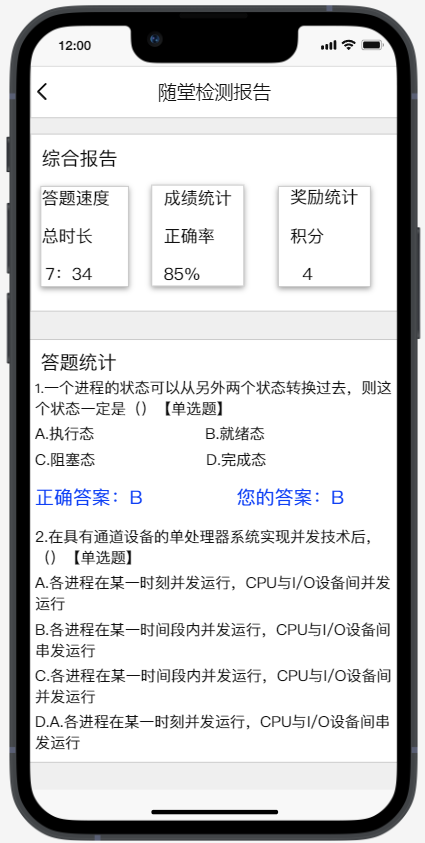 12:00
随堂检测报告
综合报告
答题速度 成绩统计 奖励统计
总时长 正确率 积分
7：34 85% 4
答题统计
1.一个进程的状态可以从另外两个状态转换过去，则这
个状态一定是（）【单选题】
A.执行态 B.就绪态
C.阻塞态 D.完成态
正确答案：B 您的答案：B
2.在具有通道设备的单处理器系统实现并发技术后，
（）【单选题】
A.各进程在某一时刻并发运行，CPU与I/O设备间并发
运行
B.各进程在某一时间段内并发运行，CPU与I/O设备间
串发运行
C.各进程在某一时间段内并发运行，CPU与I/O设备间
并发运行
D.A.各进程在某一时刻并发运行，CPU与I/O设备间串
发运行